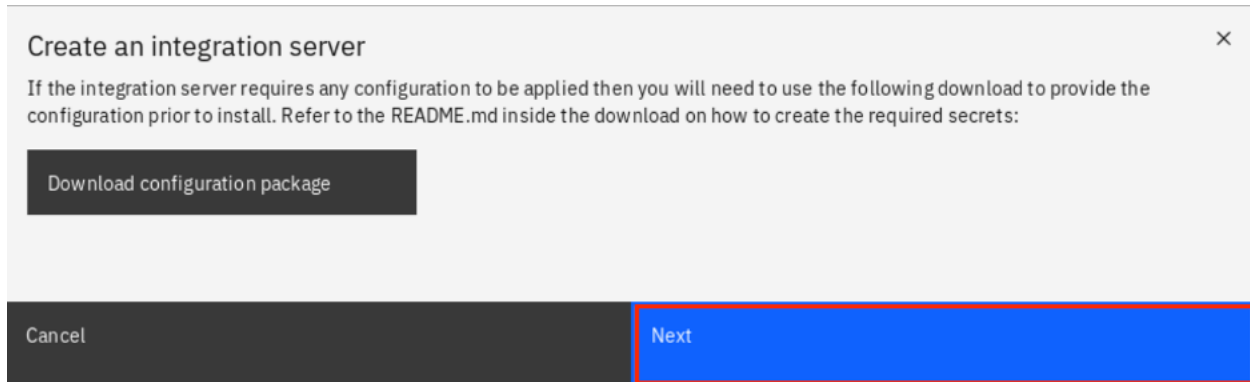 Create an integration server
If the integration server requires any configuration to be applied then you will need to use the following download to provide the
configuration prior to install. Refer to the README.md inside the download on how to create the required secrets:
Download configuration package
Cancel
Next